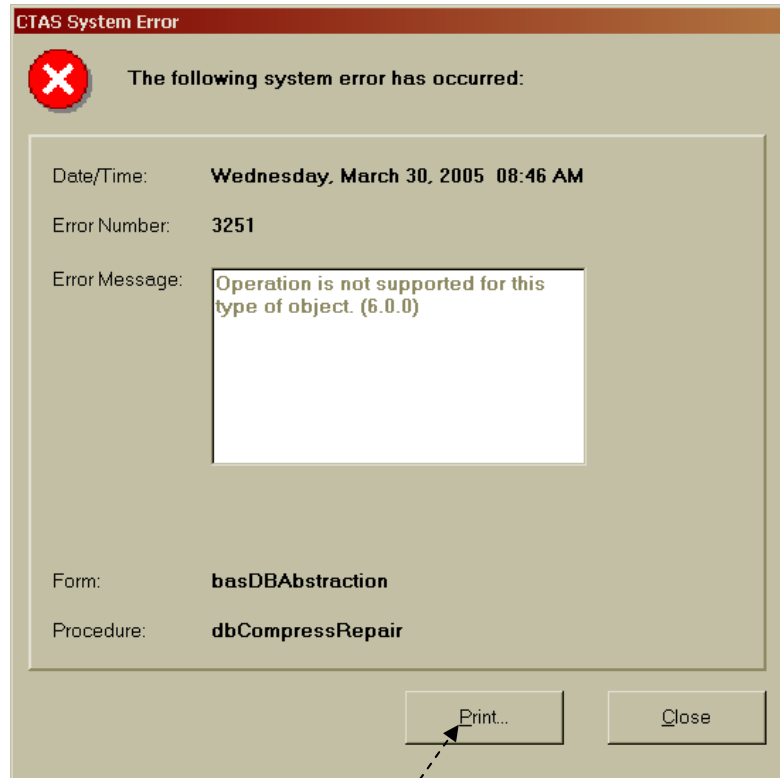 CTAS System Error
The following system error has occurred:
Date/Time: Wednesday, March 30, 2005 08:46 AM
Error Number: 3251
Error Message: Operation is not supported for this
type of object. (6.0.0)
Form: basDBAbstraction
Procedure: dbCompressRepair
Print... Close